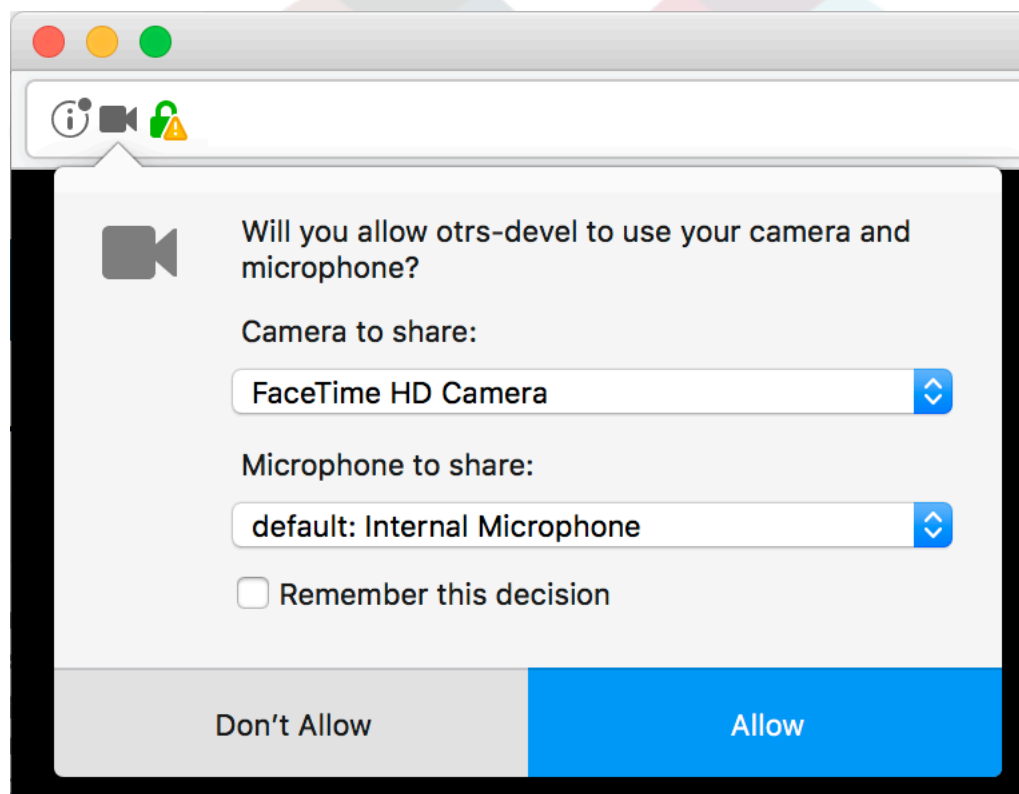 Will you allow otrs-devel to use your camera and
microphone?
Camera to share:
FaceTime HD Camera
Microphone to share:
default: Internal Microphone
Remember this decision
Don’t Allow
Allow